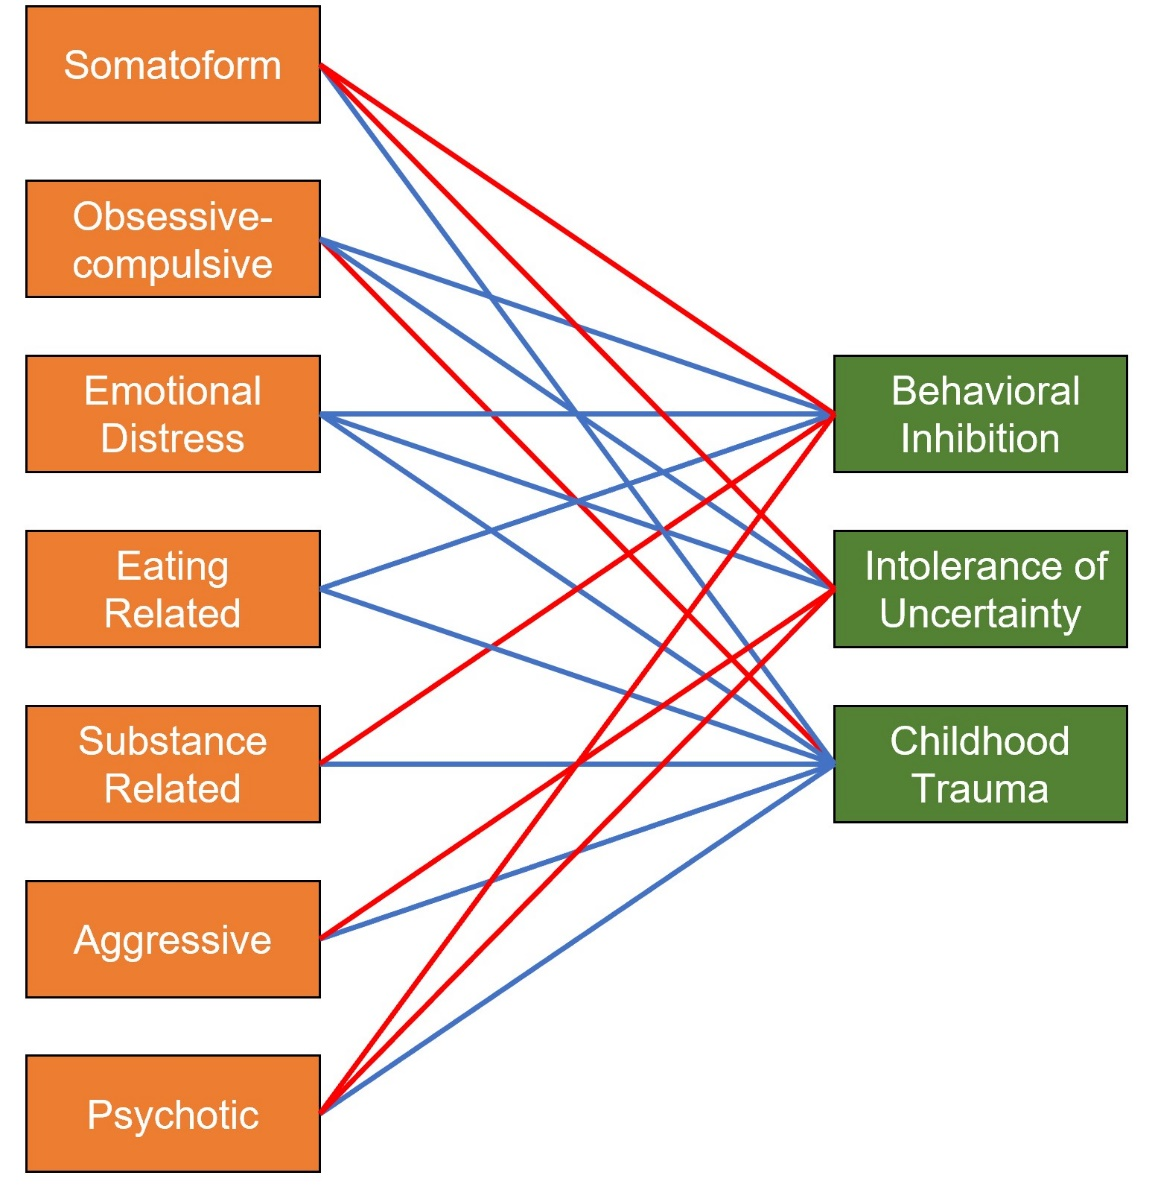 Somatoform
Obsessive-
compulsive
Emotional
Distress
Eating
Related
Substance
Related
Aggressive
Psychotic
Behavioral
Inhibition
Intolerance of
Uncertainty
Childhood
Trauma